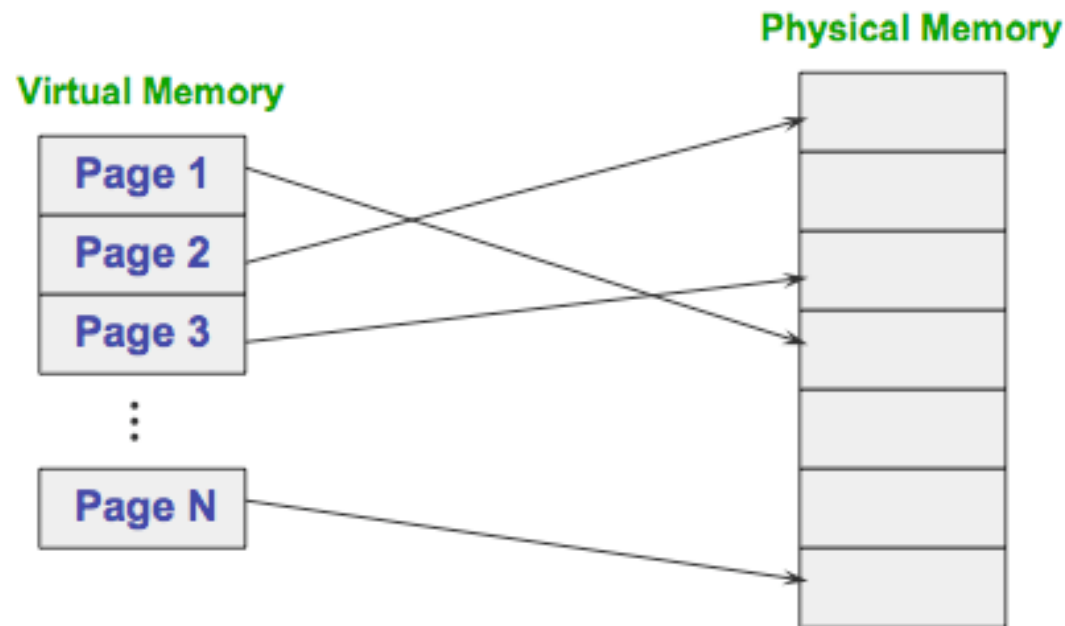 Physical Memory
Virtual Memory
Page 1
Page 2
Page 3
⋮
Page N